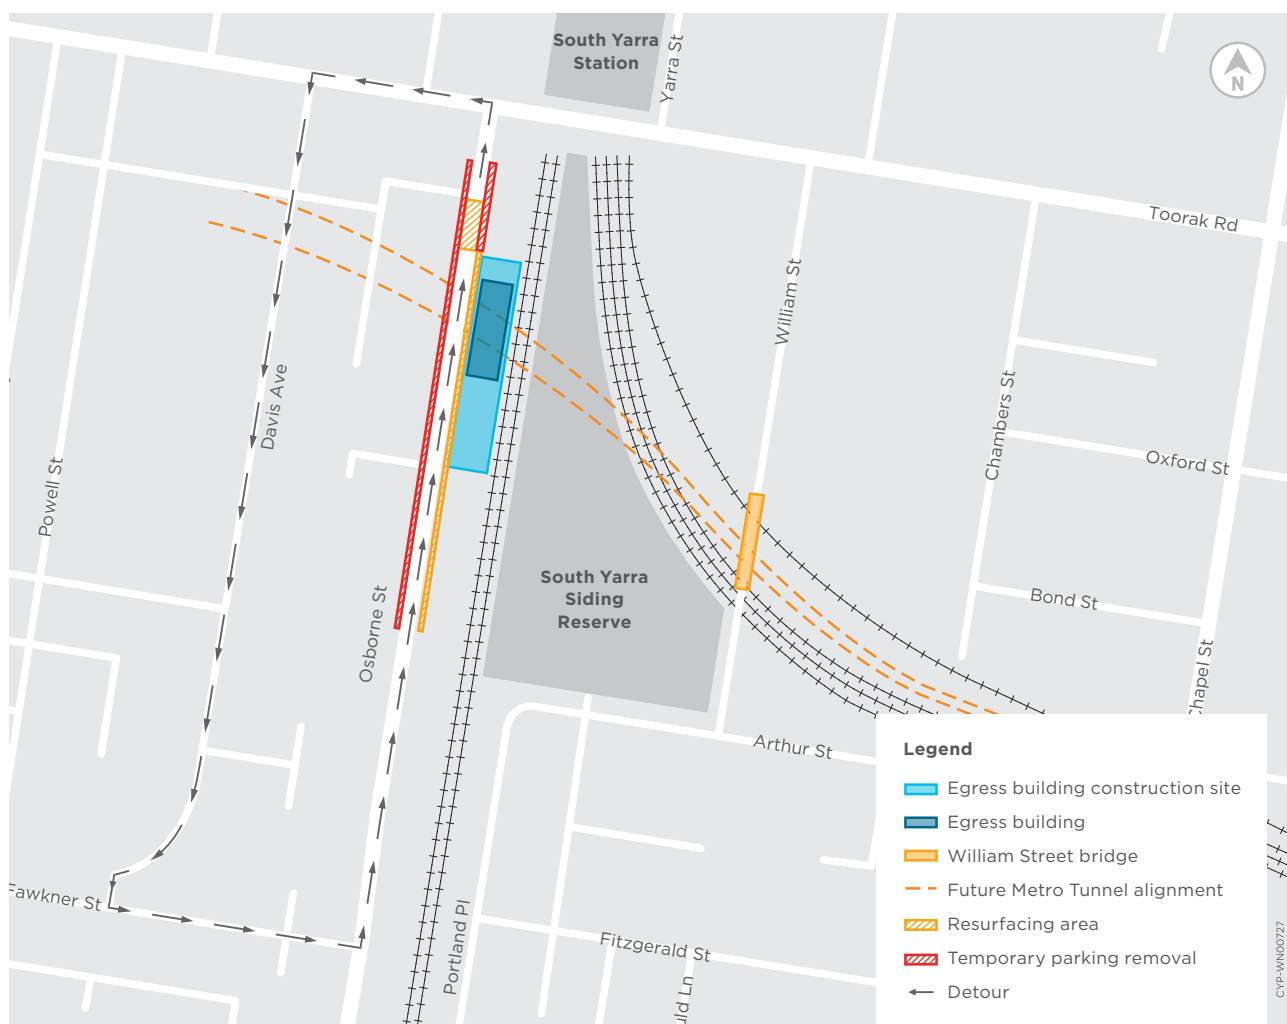 South Yarra
Station
Yarra St
N
Toorak Rd
William St
Davis Ave
Chambers St
Powell St
Oxford St
South Yarra
Siding
Reserve
Osborne St
Bond St
Chapel St
Arthur St
Fawkner St
Portland Pl
Fitzgerald St
Ln
Legend
Egress building construction site
Egress building
William Street bridge
Future Metro Tunnel alignment
Resurfacing area
Temporary parking removal
Detour
CYP-WN00727